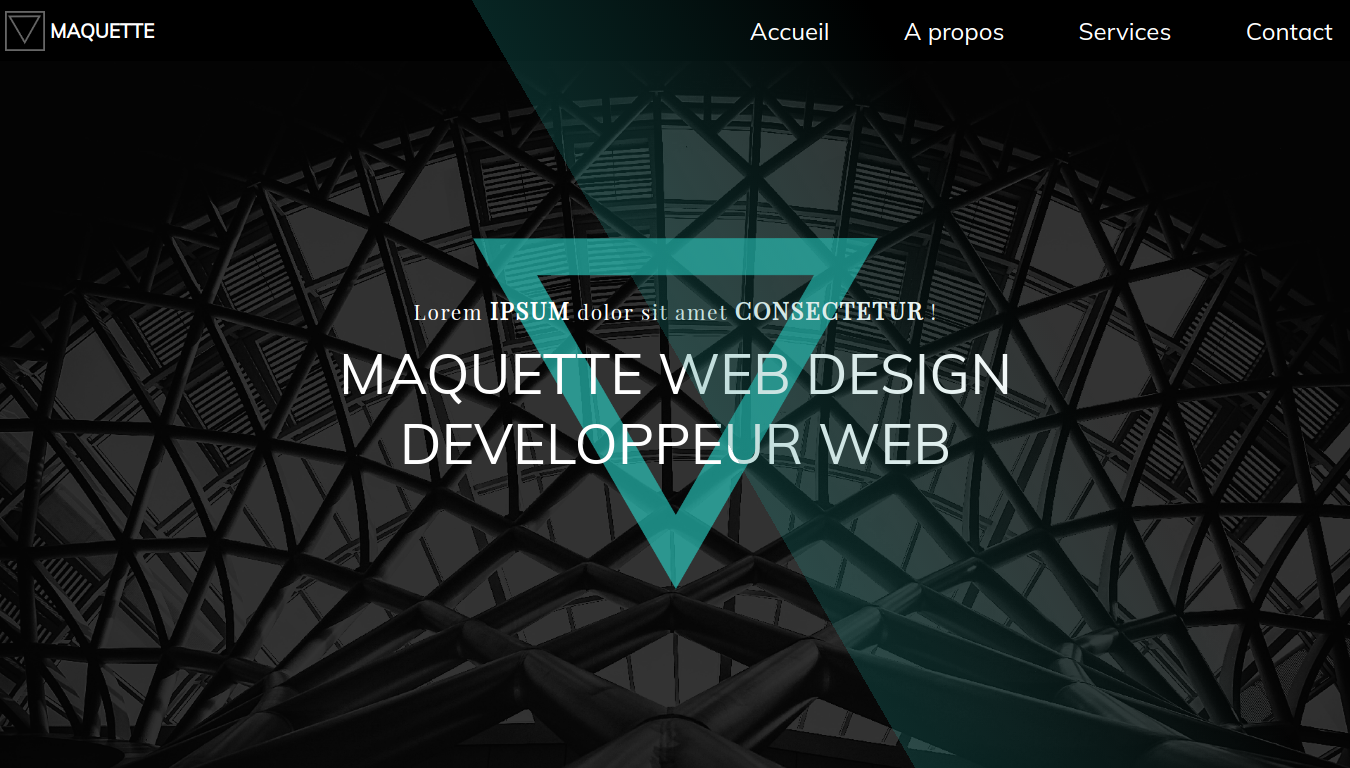 MAQUETTE
Accueil A propos Services Contact
Lorem IPSUM dolor sit amet CONSECTETUR !
MAQUETTE WEB DESIGN
DEVELOPPEUR WEB